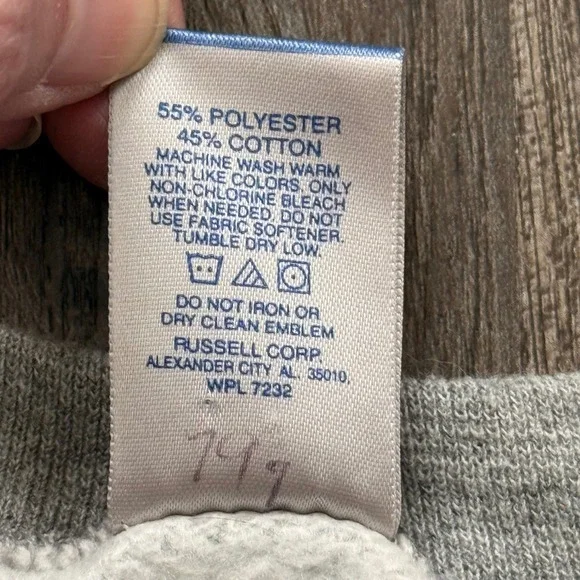 55% POLYESTER
45% COTTON
MACHINE WASH WARM
WITH LIKE COLORS. ONLY
NON-CHLORINE BLEACH
WHEN NEEDED. DO NOT
USE FABRIC SOFTENER.
TUMBLE DRY LOW.
DO NOT IRON OR
DRY CLEAN EMBLEM
RUSSELL CORP.
ALEXANDER CITY AL. 35010.
WPL 7232